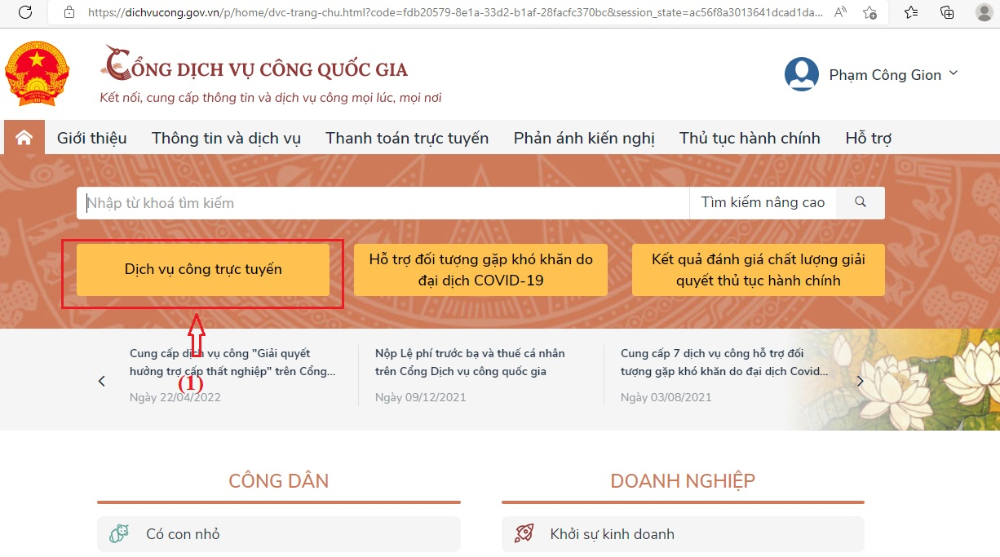 https://dichvucong.gov.vn/p/home/dvc-trang-chu.html?code=fdb20579-8e1a-33d2-b1af-28facfc370bc&session_state=ac56f8a3013641dcad1da...
CỔNG DỊCH VỤ CÔNG QUỐC GIA
Kết nối, cung cấp thông tin và dịch vụ công mọi lúc, mọi nơi
Phạm Công Gion
Giới thiệu Thông tin và dịch vụ Thanh toán trực tuyến Phản ánh kiến nghị Thủ tục hành chính Hỗ trợ
Nhập từ khoá tìm kiếm Tìm kiếm nâng cao
Dịch vụ công trực tuyến
Hỗ trợ đối tượng gặp khó khăn do
đại dịch COVID-19
Kết quả đánh giá chất lượng giải
quyết thủ tục hành chính
Cung cấp dịch vụ công "Giải quyết
hưởng trợ cấp thất nghiệp" trên Cổng...
Ngày 22/04/2022
(1)
Nộp Lệ phí trước bạ và thuế cá nhân
trên Cổng Dịch vụ công quốc gia
Ngày 09/12/2021
Cung cấp 7 dịch vụ công hỗ trợ đối
tượng gặp khó khăn do đại dịch Covid...
Ngày 03/08/2021
CÔNG DÂN
Có con nhỏ
DOANH NGHIỆP
Khởi sự kinh doanh